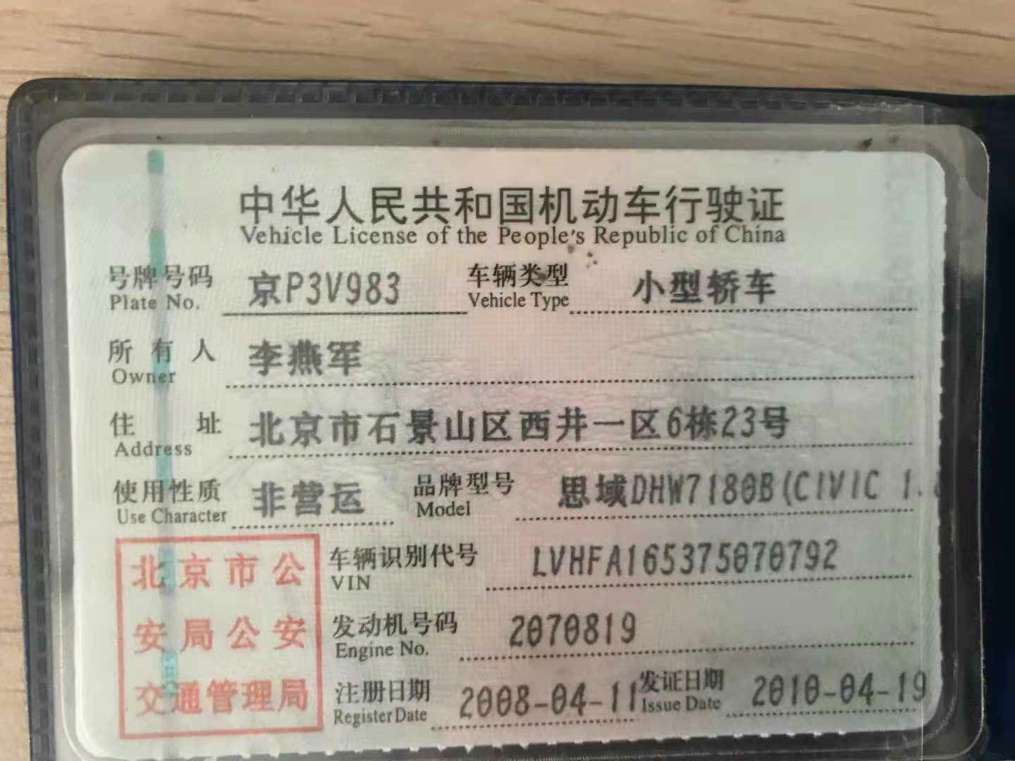 中华人民共和国机动车行驶证
Vehicle License of the People's Republic of China
号牌号码 京P3V983 车辆类型 小型轿车
Plate No. Vehicle Type
所有人 李燕军
Owner
住址 北京市石景山区西井一区6栋23号
Address
使用性质 非营运 品牌型号 思域DHW7180B(CIVIC 1.
Use Character Model
北京市公 车辆识别代号 LVHFA165375070792
VIN
安局公安 发动机号码 2070819
Engine No.
交通管理局 注册日期 2008-04-11 发证日期 2010-04-19
Register Date Issue Date